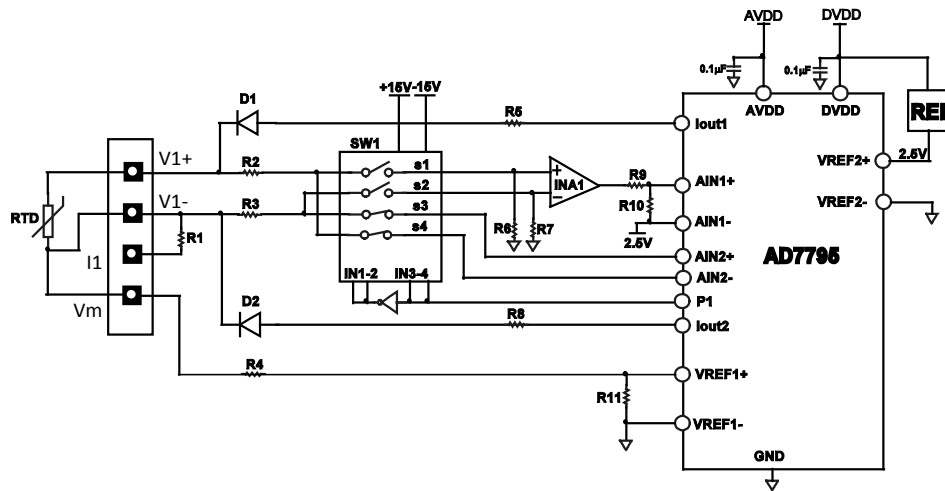 AVDD DVDD
0.1µF 0.1µF
+15V -15V
AVDD DVDD
REF
D1
R5
Iout1
SW1
V1+
R2
s1
INA1
2.5V
VREF2+
s2
R9
AIN1+
V1-
R3
s3
R10
VREF2-
RTD
R1
s4
R6 R7
AIN1-
2.5V
I1
AIN2+
AD7795
IN1-2 IN3-4
AIN2-
Vm
P1
D2
R8
Iout2
R4
VREF1+
R11
VREF1-
GND